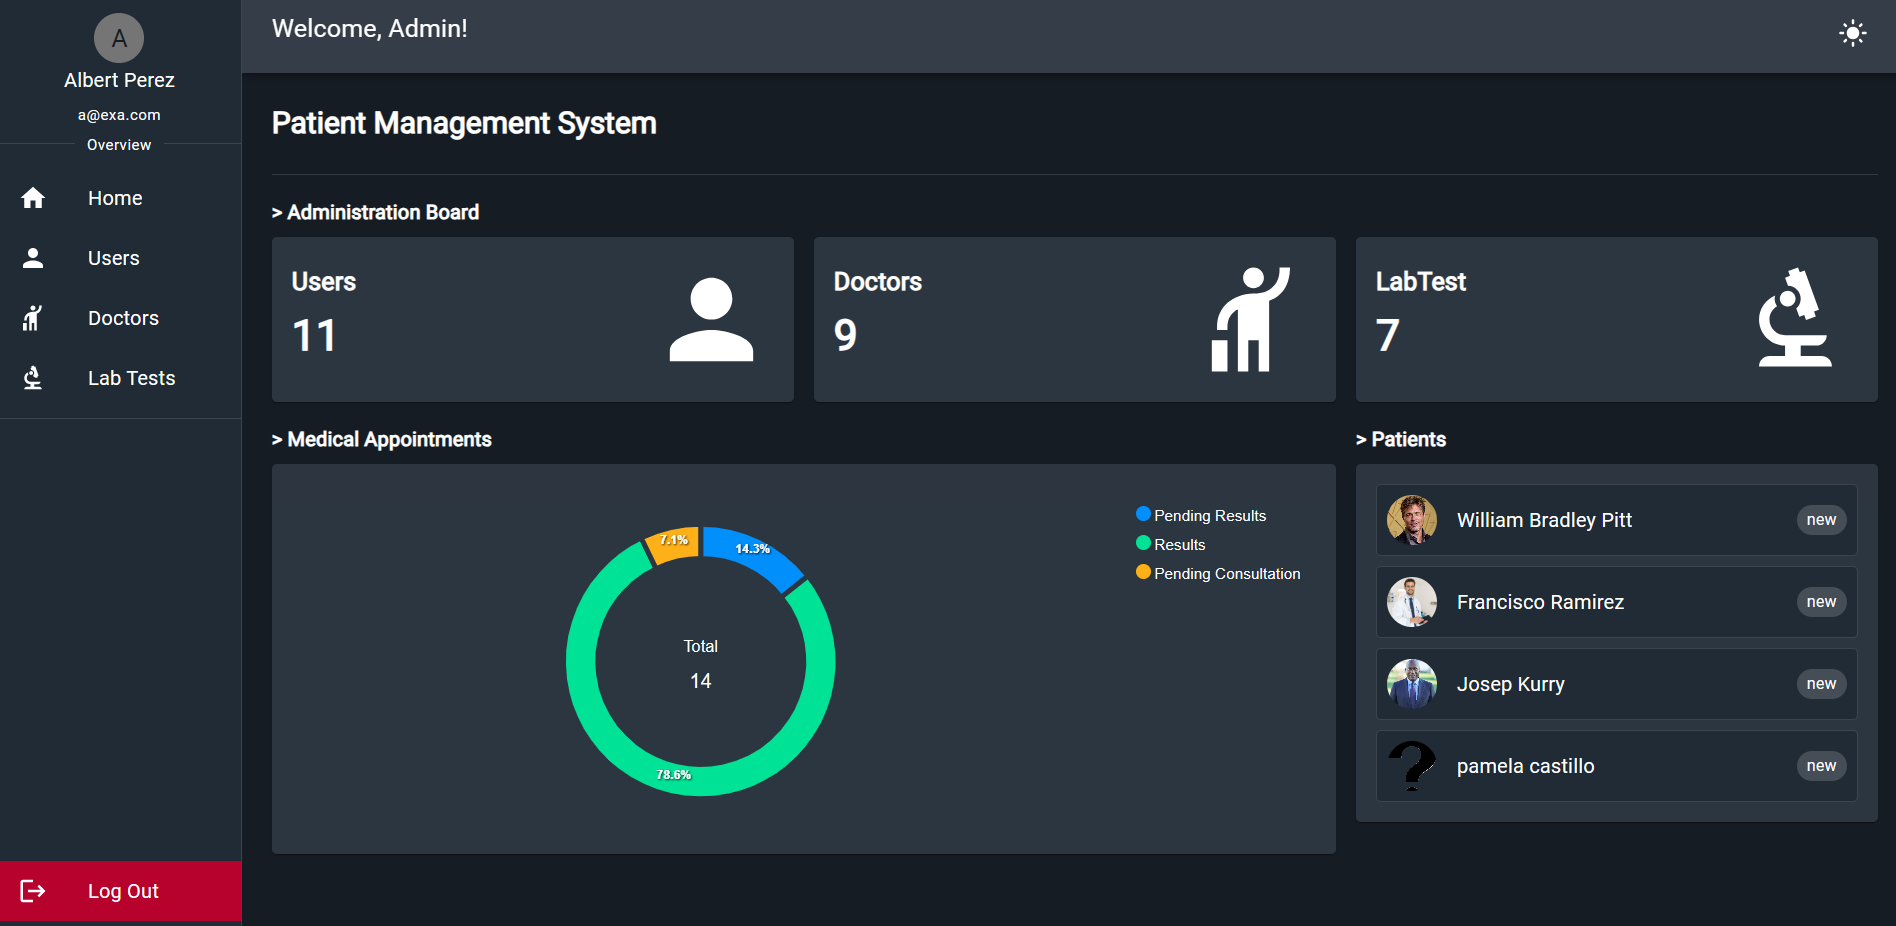 A
Albert Perez
a@exa.com
Overview
Home
Users
Doctors
Lab Tests
Log Out
Welcome, Admin!
Patient Management System
> Administration Board
Users
11
Doctors
9
LabTest
7
> Medical Appointments
Pending Results
Results
Pending Consultation
7.1%
14.3%
Total
14
78.6%
> Patients
William Bradley Pitt
new
Francisco Ramirez
new
Josep Kurry
new
?
pamela castillo
new